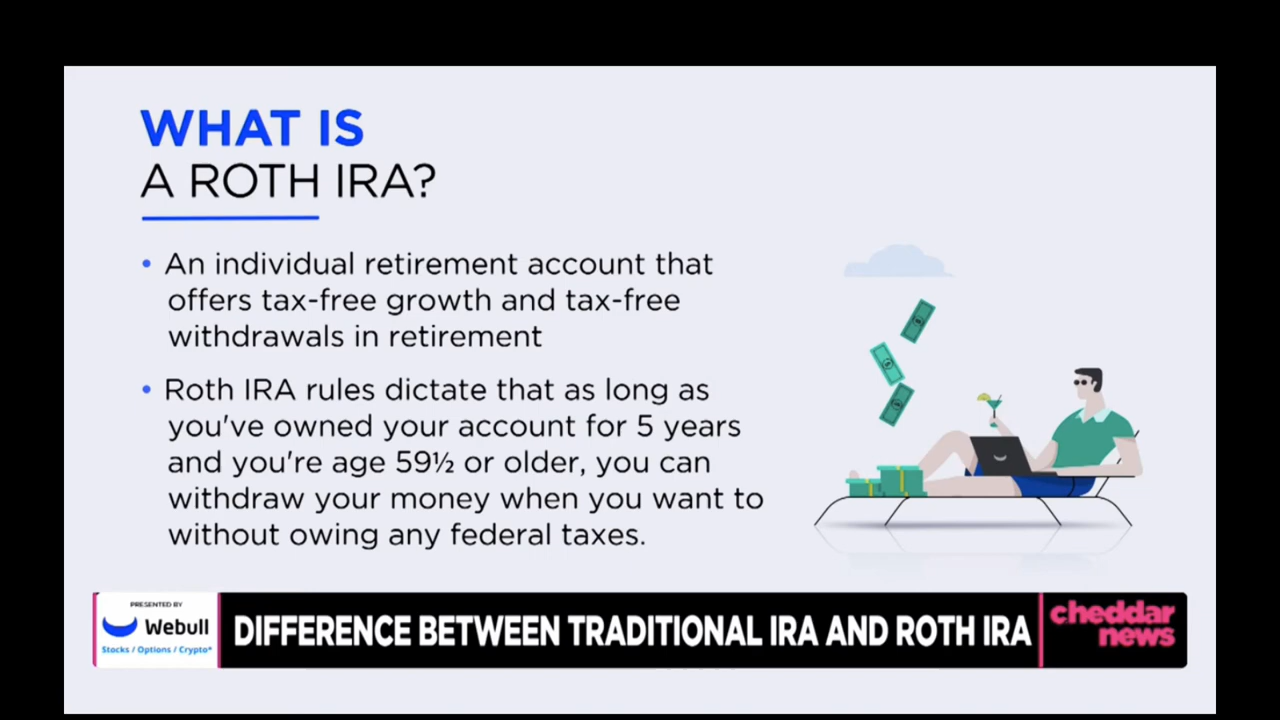 WHAT IS
A ROTH IRA?
• An individual retirement account that
offers tax-free growth and tax-free
withdrawals in retirement
• Roth IRA rules dictate that as long as
you've owned your account for 5 years
and you're age 59½ or older, you can
withdraw your money when you want to
without owing any federal taxes.
PRESENTED BY
Webull
Stocks / Options / Crypto*
DIFFERENCE BETWEEN TRADITIONAL IRA AND ROTH IRA
cheddar
news